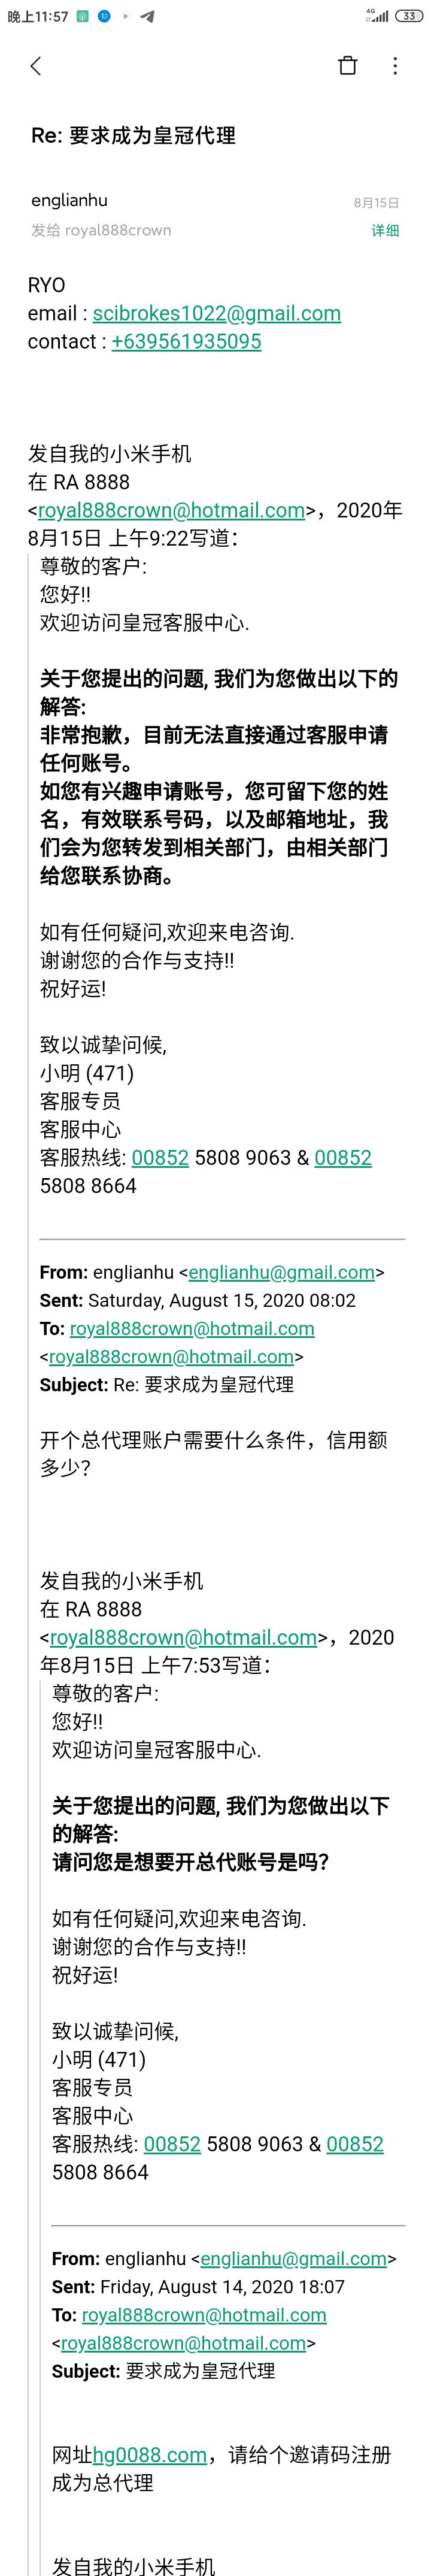 晚上11:57
4G
33
Re: 要求成为皇冠代理
englianhu
8月15日
发给 royal888crown
详细
RYO
email : scibrokes1022@gmail.com
contact : +639561935095
发自我的小米手机
在 RA 8888
<royal888crown@hotmail.com>，2020年
8月15日 上午9:22写道：
尊敬的客户:
您好!!
欢迎访问皇冠客服中心.
关于您提出的问题, 我们为您做出以下的
解答:
非常抱歉，目前无法直接通过客服申请
任何账号。
如您有兴趣申请账号，您可留下您的姓
名，有效联系号码，以及邮箱地址，我
们会为您转发到相关部门，由相关部门
给您联系协商。
如有任何疑问,欢迎来电咨询.
谢谢您的合作与支持!!
祝好运!
致以诚挚问候,
小明 (471)
客服专员
客服中心
客服热线: 00852 5808 9063 & 00852
5808 8664
From: englianhu <englianhu@gmail.com>
Sent: Saturday, August 15, 2020 08:02
To: royal888crown@hotmail.com
<royal888crown@hotmail.com>
Subject: Re: 要求成为皇冠代理
开个总代理账户需要什么条件，信用额
多少？
发自我的小米手机
在 RA 8888
<royal888crown@hotmail.com>，2020
年8月15日 上午7:53写道：
尊敬的客户:
您好!!
欢迎访问皇冠客服中心.
关于您提出的问题, 我们为您做出以下
的解答:
请问您是想要开总代账号是吗？
如有任何疑问,欢迎来电咨询.
谢谢您的合作与支持!!
祝好运!
致以诚挚问候,
小明 (471)
客服专员
客服中心
客服热线: 00852 5808 9063 & 00852
5808 8664
From: englianhu <englianhu@gmail.com>
Sent: Friday, August 14, 2020 18:07
To: royal888crown@hotmail.com
<royal888crown@hotmail.com>
Subject: 要求成为皇冠代理
网址hg0088.com，请给个邀请码注册
成为总代理
发自我的小米手机